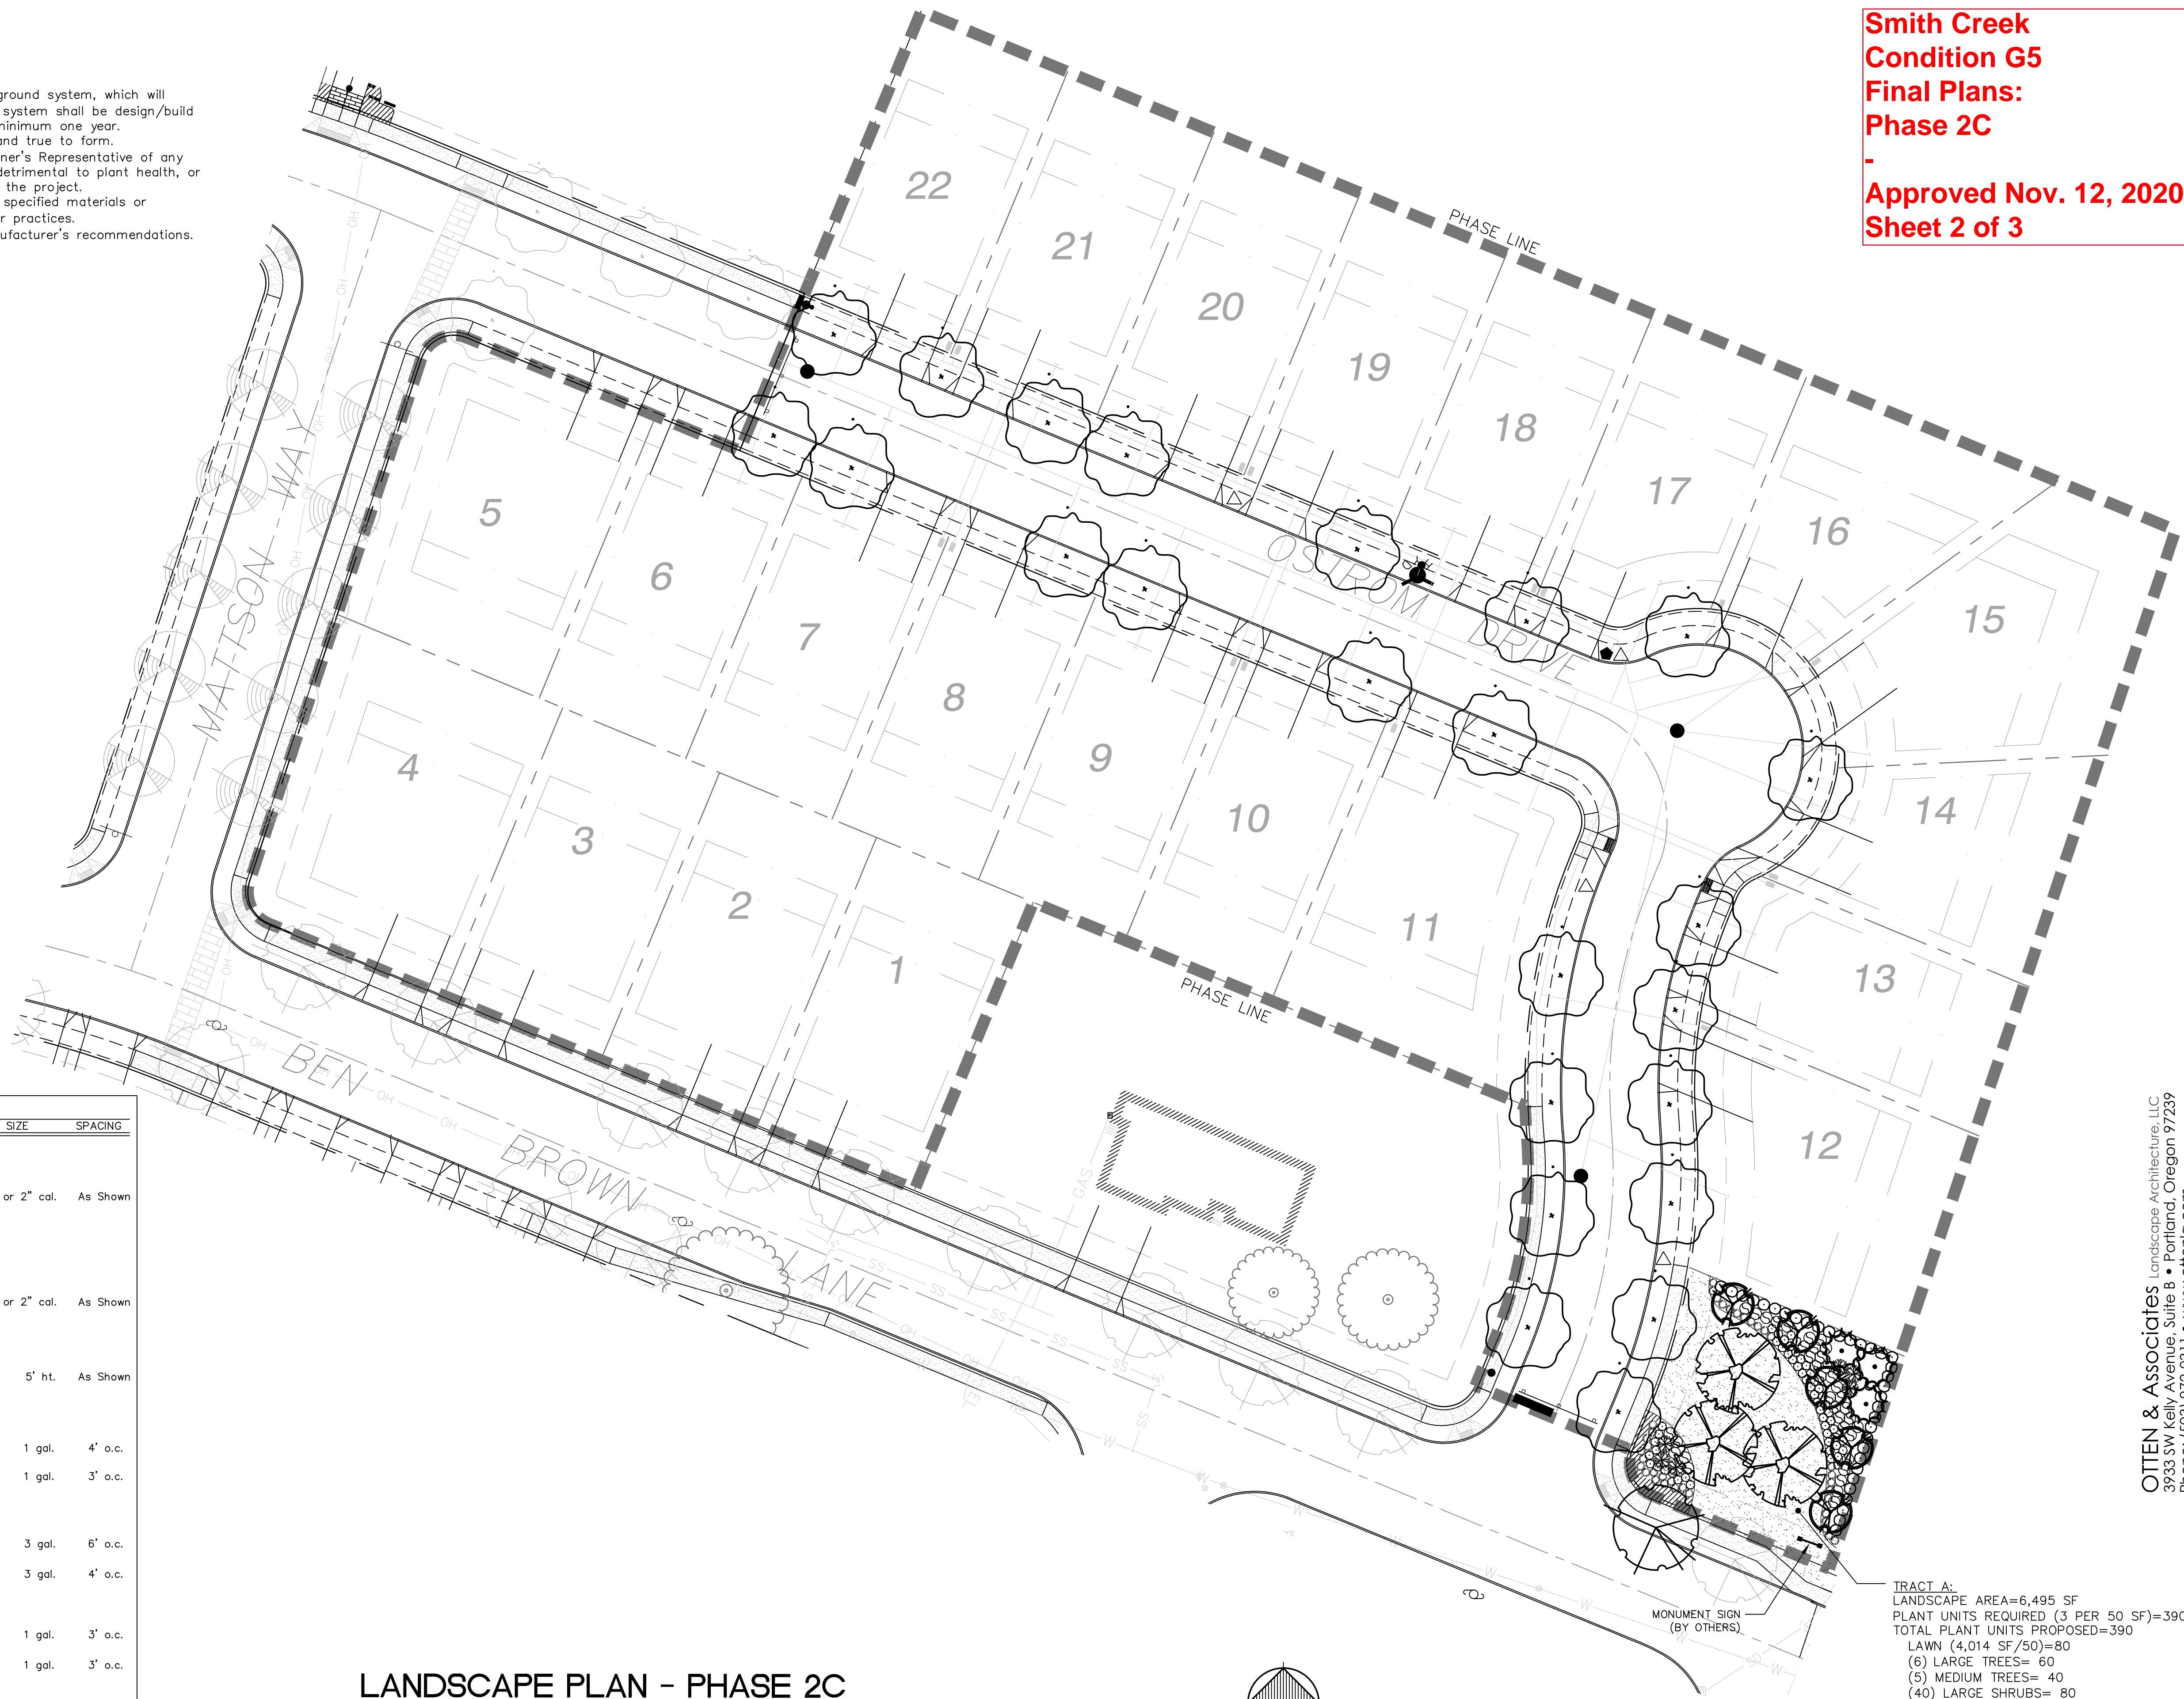 Smith Creek
Condition G5
Final Plans:
Phase 2C
-
Approved Nov. 12, 2020
Sheet 2 of 3
ground system, which will
system shall be design/build
minimum one year.
and true to form.
ner's Representative of any
detrimental to plant health, or
the project.
specified materials or
r practices.
ufacturer's recommendations.
PHASE LINE
22
21
20
19
18
17
16
15
14
13
12
11
10
9
8
7
6
5
4
3
2
1
OSTROM DRIVE
MATTSON WAY
PHASE LINE
BEN BROWN LANE
GAS
SIZE SPACING
or 2" cal. As Shown
or 2" cal. As Shown
5' ht. As Shown
1 gal. 4' o.c.
1 gal. 3' o.c.
3 gal. 6' o.c.
3 gal. 4' o.c.
1 gal. 3' o.c.
1 gal. 3' o.c.
OTTEN & Associates Landscape Architecture, LLC
3933 SW Kelly Avenue, Suite B • Portland, Oregon 97239
MONUMENT SIGN
(BY OTHERS)
TRACT A:
LANDSCAPE AREA=6,495 SF
PLANT UNITS REQUIRED (3 PER 50 SF)=390
TOTAL PLANT UNITS PROPOSED=390
LAWN (4,014 SF/50)=80
(6) LARGE TREES= 60
(5) MEDIUM TREES= 40
(40) LARGE SHRUBS= 80
LANDSCAPE PLAN - PHASE 2C